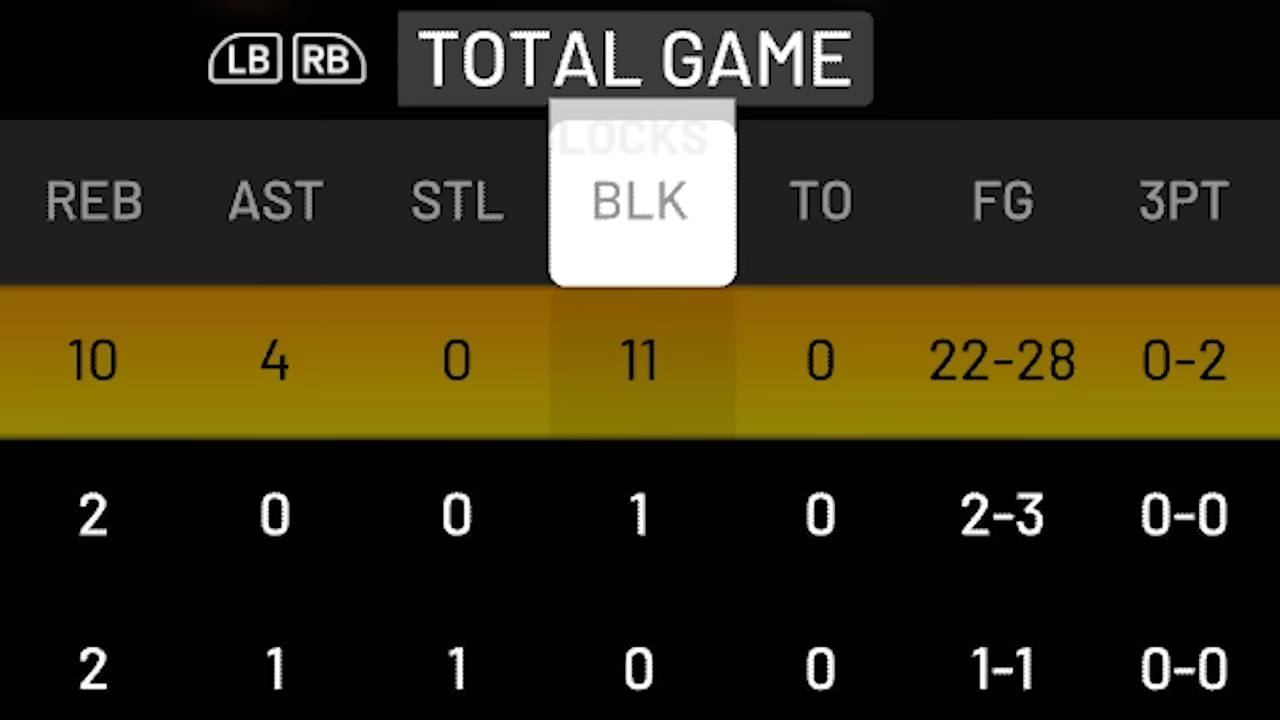 LB RB TOTAL GAME
LOCKS
REB AST STL BLK TO FG 3PT
10 4 0 11 0 22-28 0-2
2 0 0 1 0 2-3 0-0
2 1 1 0 0 1-1 0-0